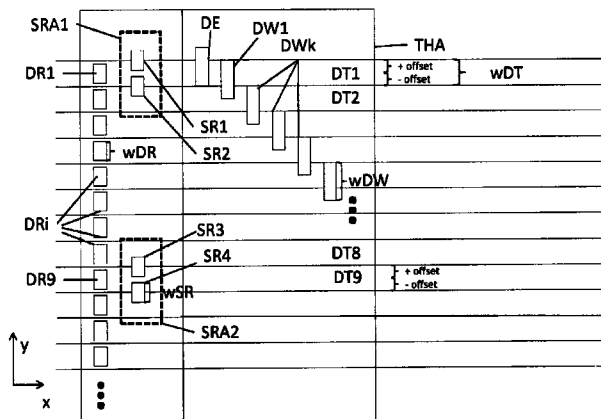 SRA1
DE
DW1
DWk
THA
DR1
DT1
+ offset
- offset
wDT
DT2
SR1
SR2
wDR
wDW
DRi
SR3
DT8
SR4
DR9
DT9
+ offset
- offset
wSR
SRA2
y
x